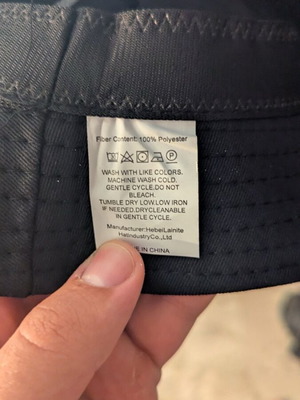 Fiber Content: 100% Polyester
P
WASH WITH LIKE COLORS.
MACHINE WASH COLD.
GENTLE CYCLE.DO NOT
BLEACH.
TUMBLE DRY LOW.LOW IRON
IF NEEDED.DRYCLEANABLE
IN GENTLE CYCLE.
Manufacturer:HebeiLainite
HatIndustryCo.,Ltd
IN CHINA